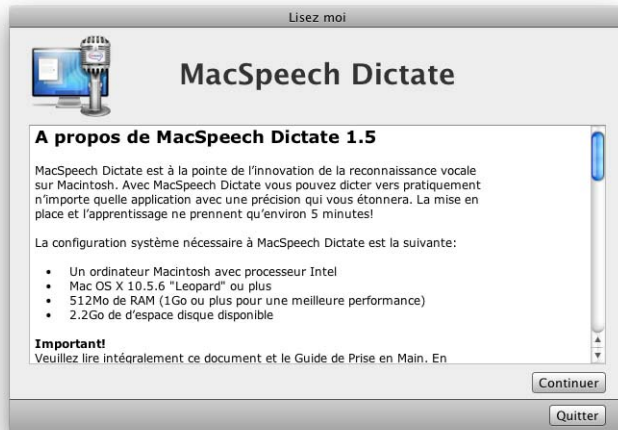 Lisez moi
MacSpeech Dictate
A propos de MacSpeech Dictate 1.5
MacSpeech Dictate est à la pointe de l'innovation de la reconnaissance vocale
sur Macintosh. Avec MacSpeech Dictate vous pouvez dicter vers pratiquement
n'importe quelle application avec une précision qui vous étonnera. La mise en
place et l'apprentissage ne prennent qu'environ 5 minutes!
La configuration système nécessaire à MacSpeech Dictate est la suivante:
• Un ordinateur Macintosh avec processeur Intel
• Mac OS X 10.5.6 "Leopard" ou plus
• 512Mo de RAM (1Go ou plus pour une meilleure performance)
• 2.2Go de d'espace disque disponible
Important!
Veuillez lire intégralement ce document et le Guide de Prise en Main. En
Continuer
Quitter